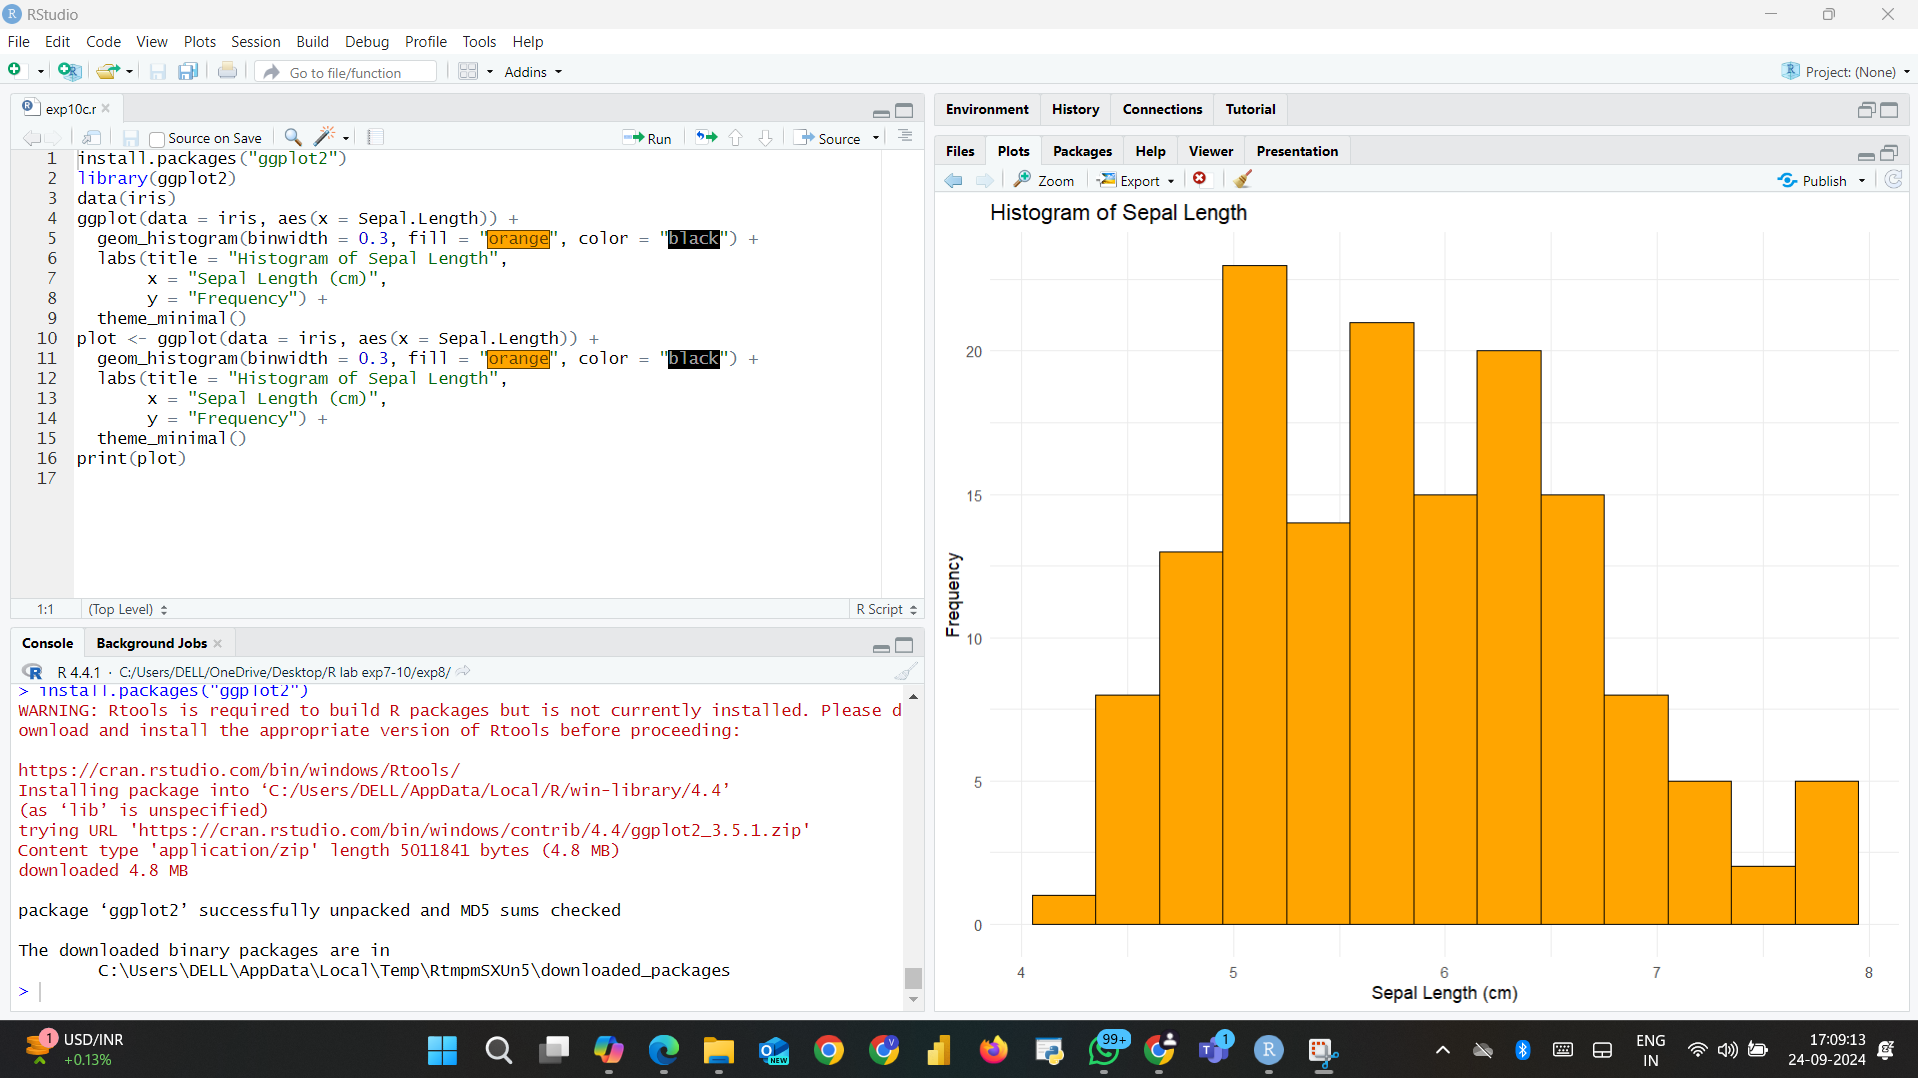 RStudio
File Edit Code View Plots Session Build Debug Profile Tools Help
Go to file/function
Addins
Project: (None)
exp10c.r
Source on Save
Run
Source
1 install.packages("ggplot2")
2 library(ggplot2)
3 data(iris)
4 ggplot(data = iris, aes(x = Sepal.Length)) +
5   geom_histogram(binwidth = 0.3, fill = "orange", color = "black") +
6   labs(title = "Histogram of Sepal Length",
7        x = "Sepal Length (cm)",
8        y = "Frequency") +
9   theme_minimal()
10 plot <- ggplot(data = iris, aes(x = Sepal.Length)) +
11   geom_histogram(binwidth = 0.3, fill = "orange", color = "black") +
12   labs(title = "Histogram of Sepal Length",
13        x = "Sepal Length (cm)",
14        y = "Frequency") +
15   theme_minimal()
16 print(plot)
17
1:1 (Top Level) R Script
Console Background Jobs
R 4.4.1 · C:/Users/DELL/OneDrive/Desktop/R lab exp7-10/exp8/
> install.packages("ggplot2")
WARNING: Rtools is required to build R packages but is not currently installed. Please d
ownload and install the appropriate version of Rtools before proceeding:
https://cran.rstudio.com/bin/windows/Rtools/
Installing package into ‘C:/Users/DELL/AppData/Local/R/win-library/4.4’
(as ‘lib’ is unspecified)
trying URL 'https://cran.rstudio.com/bin/windows/contrib/4.4/ggplot2_3.5.1.zip'
Content type 'application/zip' length 5011841 bytes (4.8 MB)
downloaded 4.8 MB
package ‘ggplot2’ successfully unpacked and MD5 sums checked
The downloaded binary packages are in
C:\Users\DELL\AppData\Local\Temp\RtmpmSXUn5\downloaded_packages
>
Environment History Connections Tutorial
Files Plots Packages Help Viewer Presentation
Zoom Export Publish
Histogram of Sepal Length
20
15
10
5
0
Frequency
4 5 6 7 8
Sepal Length (cm)
1 USD/INR
+0.13%
NEW
V
99+
1
R
ENG
IN
17:09:13
24-09-2024